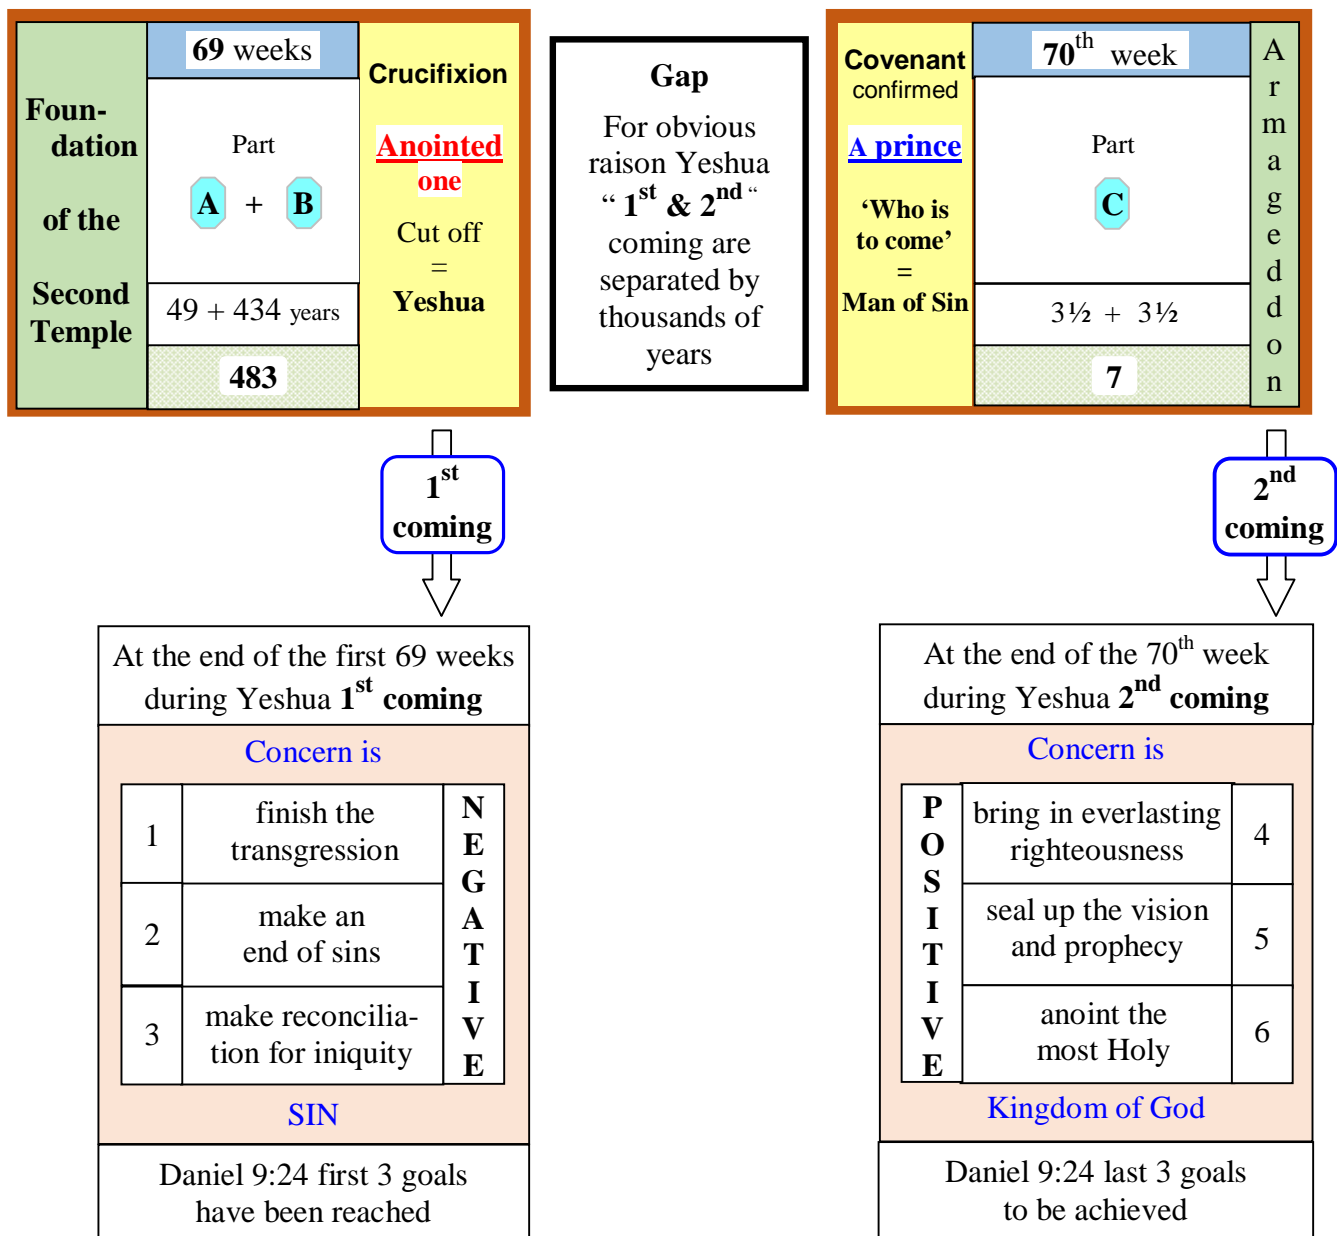 Foun-
dation
of the
Second
Temple
69 weeks
Part
A + B
49 + 434 years
483
Crucifixion
Anointed
one
Cut off
=
Yeshua
Gap
For obvious
raison Yeshua
“ 1st & 2nd “
coming are
separated by
thousands of
years
Covenant
confirmed
A prince
‘Who is
to come’
=
Man of Sin
70th week
Part
C
3½ + 3½
7
Armageddon
1st
coming
2nd
coming
At the end of the first 69 weeks
during Yeshua 1st coming
Concern is
1
finish the
transgression
2
make an
end of sins
3
make reconcilia-
tion for iniquity
NEGATIVE
SIN
Daniel 9:24 first 3 goals
have been reached
At the end of the 70th week
during Yeshua 2nd coming
Concern is
POSITIVE
bring in everlasting
righteousness
4
seal up the vision
and prophecy
5
anoint the
most Holy
6
Kingdom of God
Daniel 9:24 last 3 goals
to be achieved